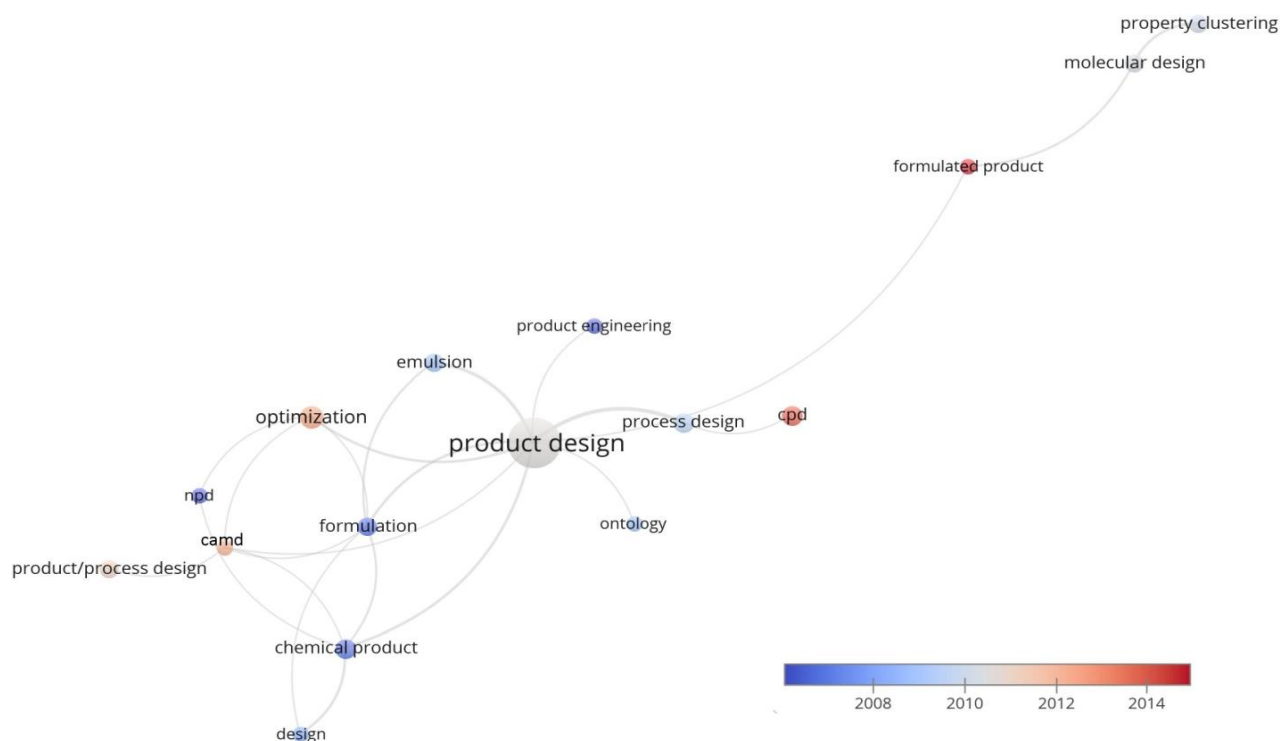 property clustering
molecular design
formulated product
product engineering
emulsion
optimization
process design
cpd
product design
npd
formulation
ontology
camd
product/process design
chemical product
design
2008 2010 2012 2014